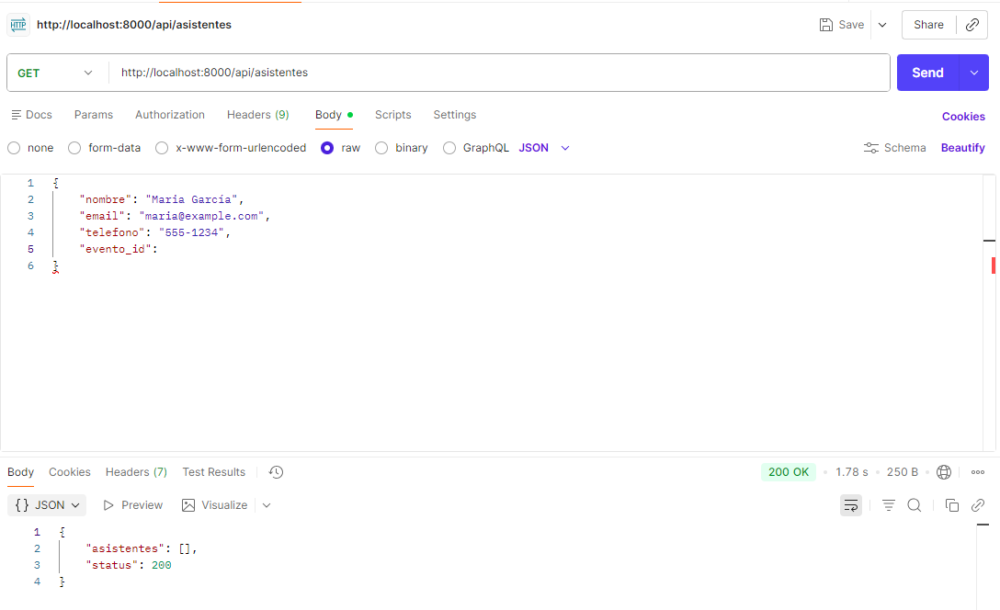 HTTP http://localhost:8000/api/asistentes Save Share
GET http://localhost:8000/api/asistentes Send
Docs Params Authorization Headers (9) Body Scripts Settings Cookies
none form-data x-www-form-urlencoded raw binary GraphQL JSON Schema Beautify
1 {
2 "nombre": "Maria García",
3 "email": "maria@example.com",
4 "telefono": "555-1234",
5 "evento_id":
6 }
Body Cookies Headers (7) Test Results 200 OK • 1.78 s • 250 B
{} JSON Preview Visualize
1 {
2 "asistentes": [],
3 "status": 200
4 }